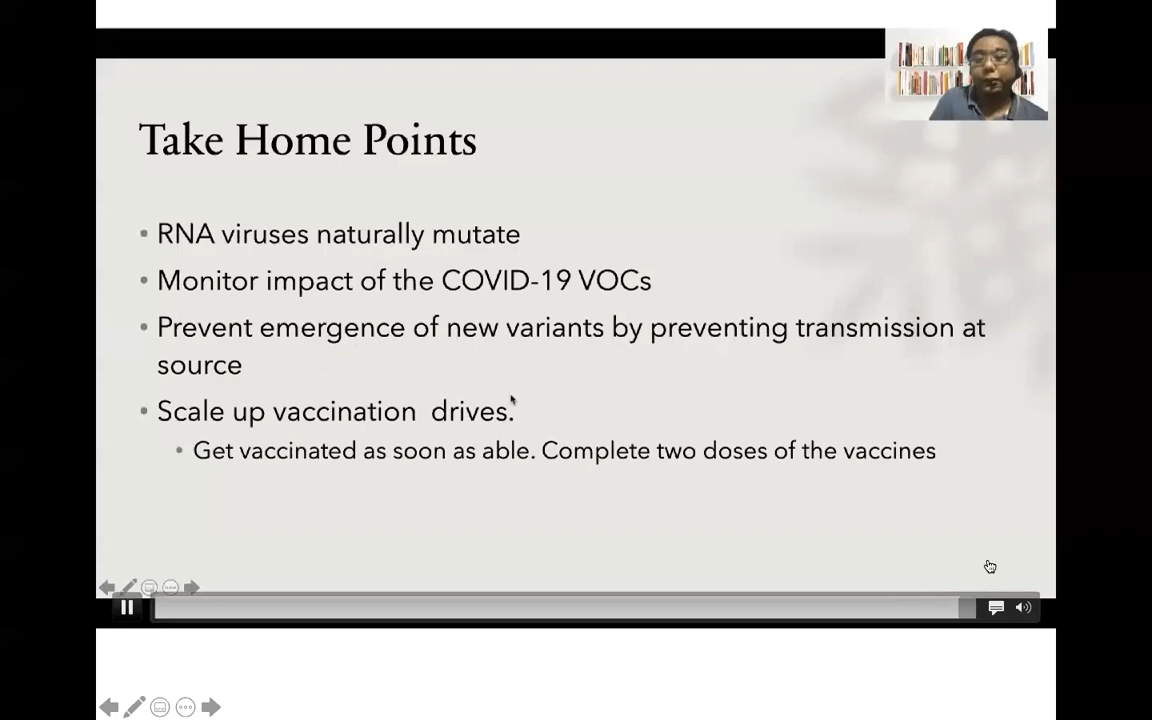 Take Home Points
• RNA viruses naturally mutate
• Monitor impact of the COVID-19 VOCs
• Prevent emergence of new variants by preventing transmission at
source
• Scale up vaccination  drives.
• Get vaccinated as soon as able. Complete two doses of the vaccines